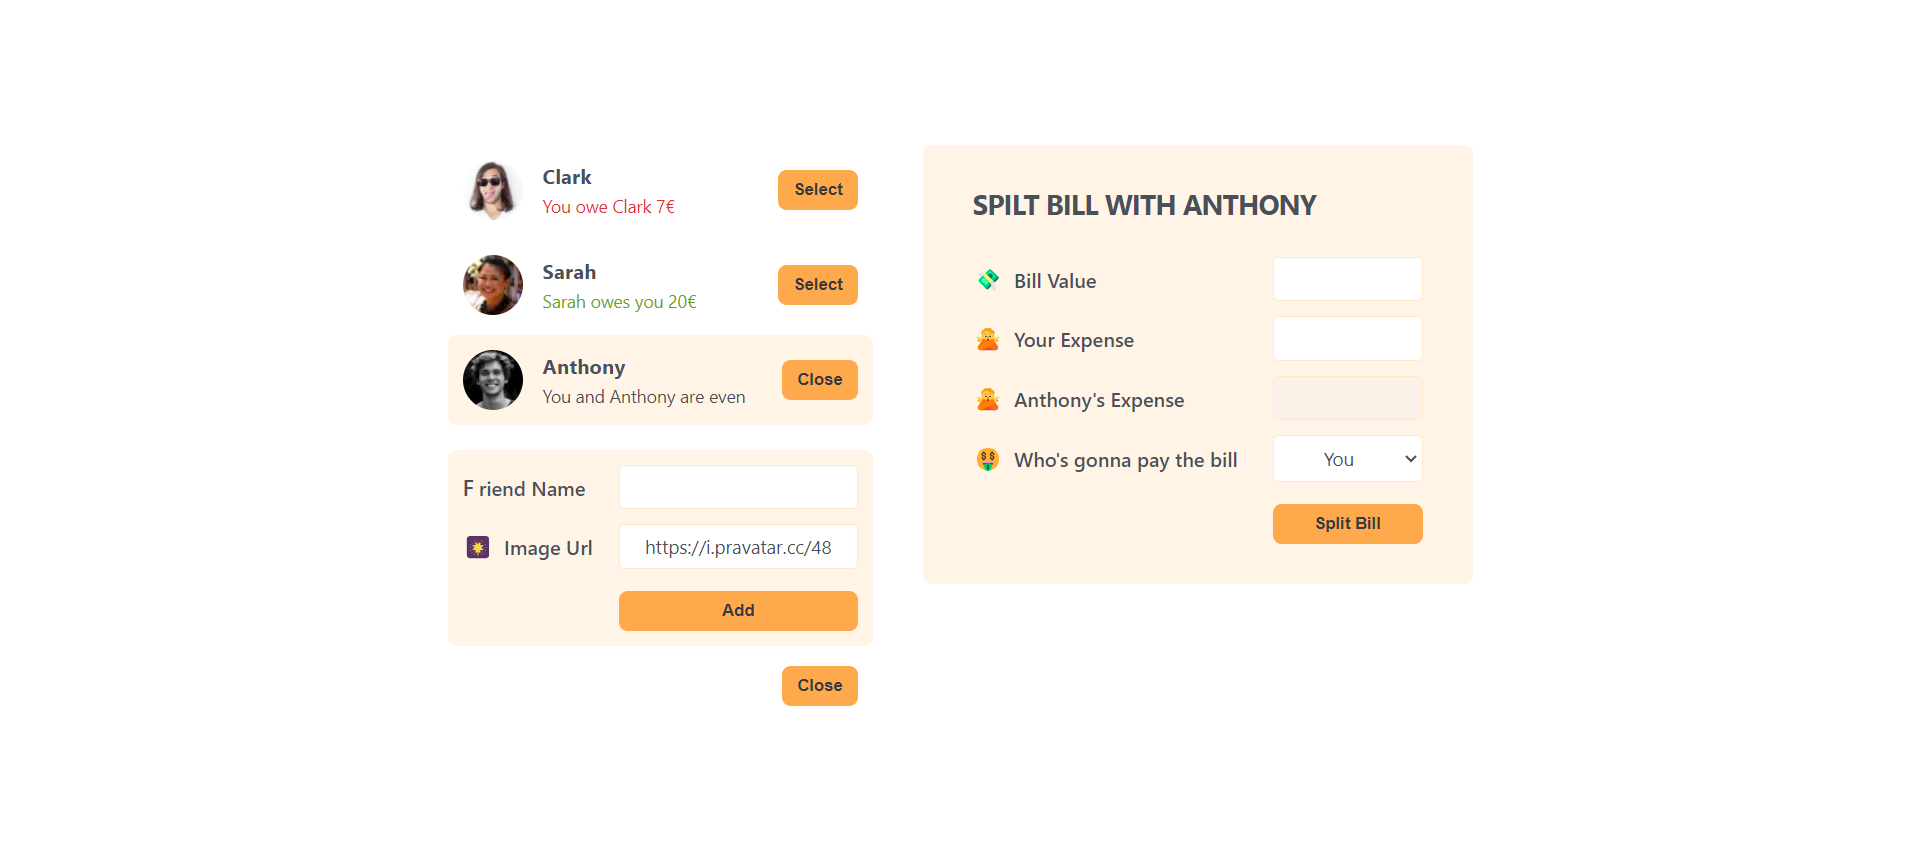 Clark
You owe Clark 7€
Select
Sarah
Sarah owes you 20€
Select
Anthony
You and Anthony are even
Close
F riend Name
Image Url
https://i.pravatar.cc/48
Add
Close
SPILT BILL WITH ANTHONY
Bill Value
Your Expense
Anthony's Expense
Who's gonna pay the bill
You
Split Bill